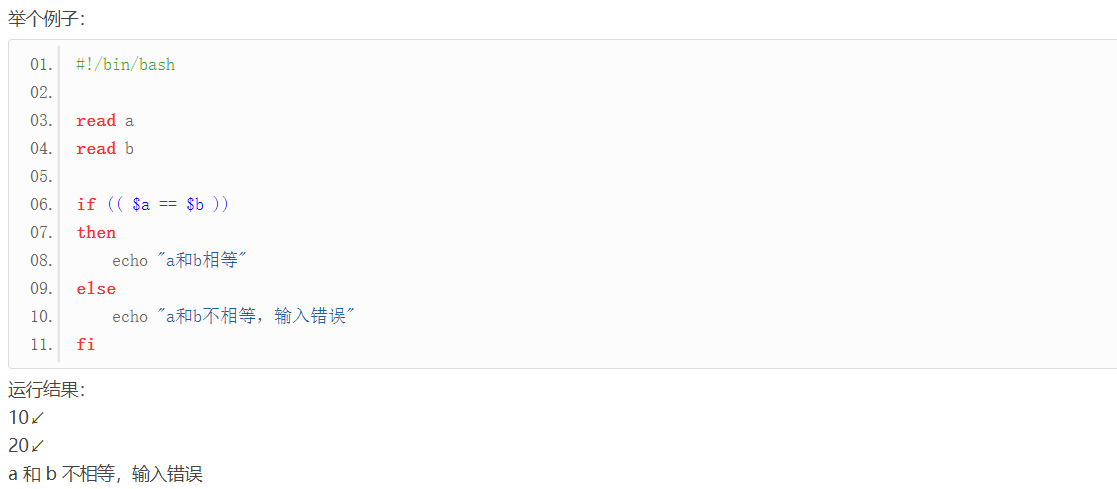 举个例子：
01. #!/bin/bash
02.
03. read a
04. read b
05.
06. if (( $a == $b ))
07. then
08.     echo "a和b相等"
09. else
10.     echo "a和b不相等，输入错误"
11. fi
运行结果：
10↙
20↙
a 和 b 不相等，输入错误